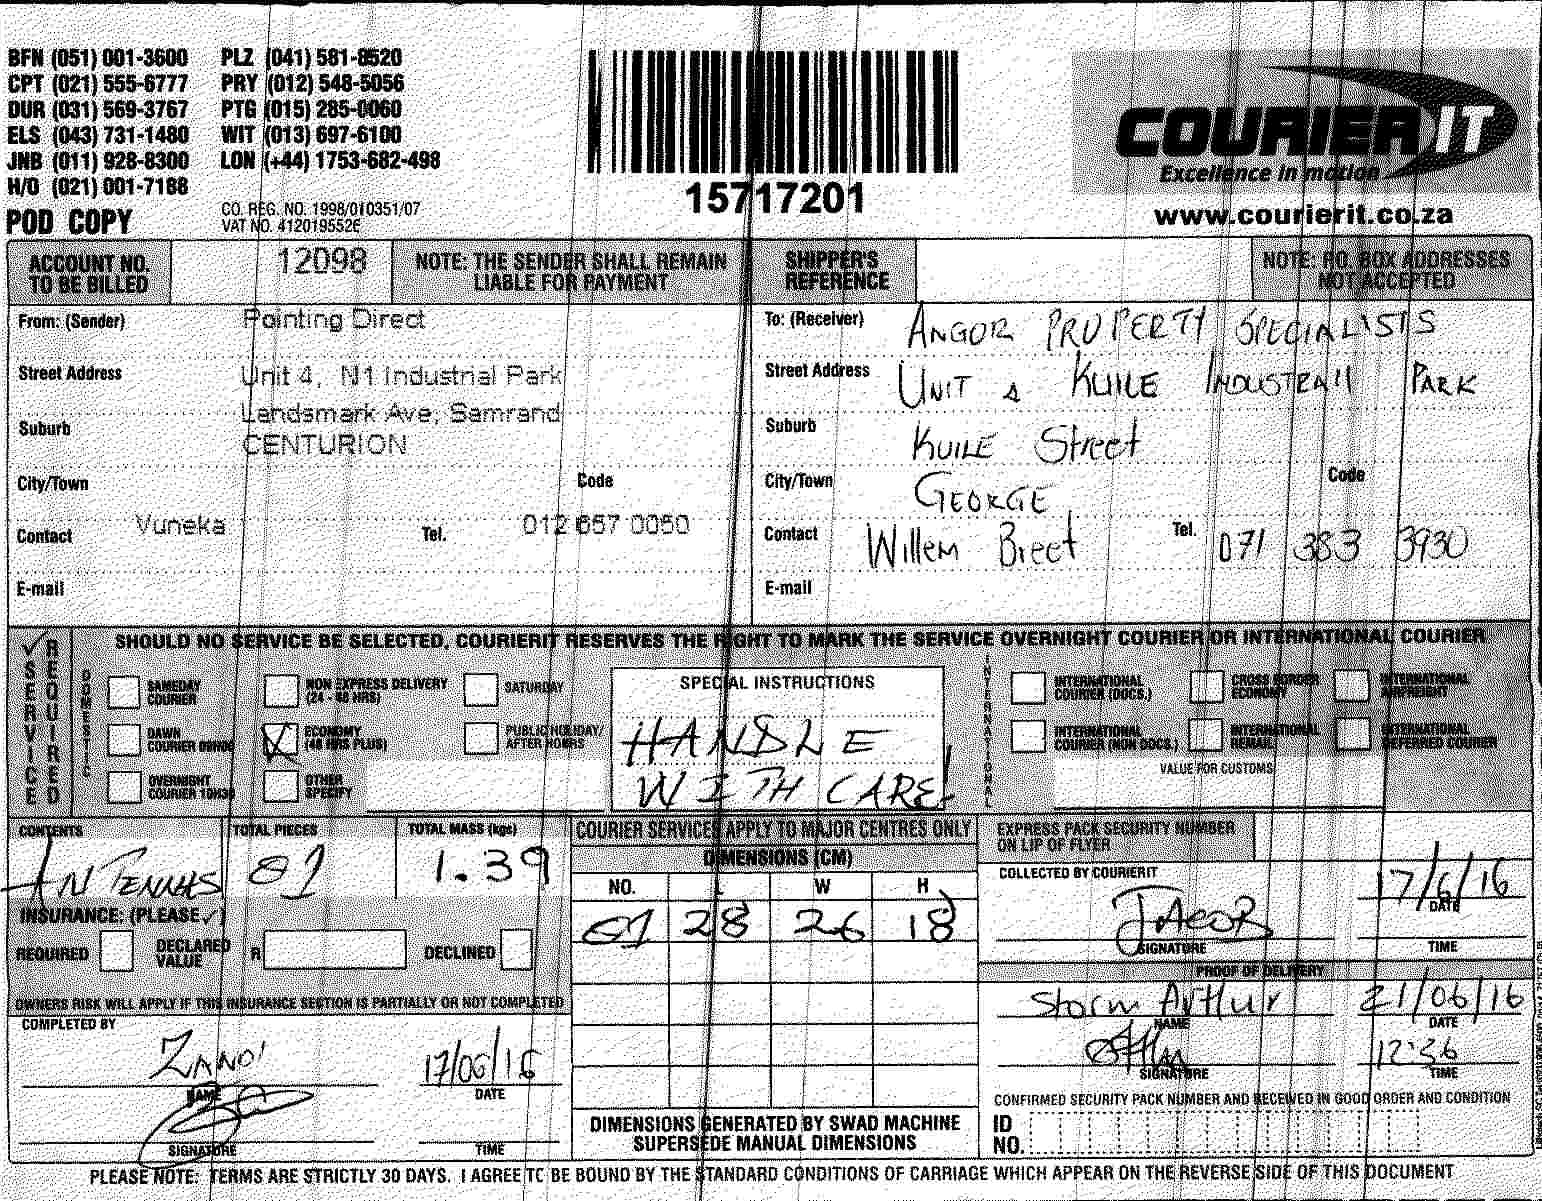 BFN (051) 001-3600 PLZ (041) 581-8520
CPT (021) 555-6777 PRY (012) 548-5056
DUR (031) 569-3767 PTG (015) 285-0060
ELS (043) 731-1480 WIT (013) 697-6100
JNB (011) 928-8300 LON (+44) 1753-682-498
H/O (021) 001-7188
POD COPY
CO. REG. NO. 1998/010351/07
VAT NO. 4120195526
15717201
COURIER IT
Excellence in motion
www.courierit.co.za
ACCOUNT NO. TO BE BILLED
12098
NOTE: THE SENDER SHALL REMAIN LIABLE FOR PAYMENT
SHIPPER'S REFERENCE
NOTE: P.O. BOX ADDRESSES NOT ACCEPTED
From: (Sender) Pointing Direct
Street Address Unit 4, N1 Industrial Park
Suburb Landsmark Ave, Samrand
CENTURION
City/Town Code
Contact Vuneka Tel. 012 657 0050
E-mail
To: (Receiver) ANGOR PROPERTY SPECIALISTS
Street Address UNIT KUILE INDUSTRAIL PARK
Suburb KUILE Street
City/Town GEORGE Code
Contact Willem Breet Tel. 071 383 3930
E-mail
SERVICE REQUIRED
SHOULD NO SERVICE BE SELECTED, COURIERIT RESERVES THE RIGHT TO MARK THE SERVICE OVERNIGHT COURIER OR INTERNATIONAL COURIER
DOMESTIC
SAMEDAY COURIER
NON EXPRESS DELIVERY (24 - 48 HRS)
SATURDAY
DAWN COURIER 09H00
ECONOMY (48 HRS PLUS)
PUBLIC HOLIDAY/ AFTER HOURS
OVERNIGHT COURIER 10H30
OTHER SPECIFY
SPECIAL INSTRUCTIONS
HANDLE
WITH CARE!
INTERNATIONAL
INTERNATIONAL COURIER (DOCS.)
CROSS BORDER ECONOMY
INTERNATIONAL AIRFREIGHT
INTERNATIONAL COURIER (NON DOCS.)
INTERNATIONAL REMAIL
INTERNATIONAL DEFERRED COURIER
VALUE FOR CUSTOMS
CONTENTS TOTAL PIECES TOTAL MASS (kgs)
ANTENNAS 01 1.39
INSURANCE: (PLEASE ✓)
REQUIRED DECLARED VALUE R DECLINED
OWNERS RISK WILL APPLY IF THIS INSURANCE SECTION IS PARTIALLY OR NOT COMPLETED
COMPLETED BY
ZANDI 17/06/16
NAME DATE
SIGNATURE TIME
COURIER SERVICES APPLY TO MAJOR CENTRES ONLY
DIMENSIONS (CM)
NO. L W H
01 28 26 18
DIMENSIONS GENERATED BY SWAD MACHINE SUPERSEDE MANUAL DIMENSIONS
EXPRESS PACK SECURITY NUMBER ON LIP OF FLYER
COLLECTED BY COURIERIT
JACOB 17/6/16
DATE
SIGNATURE TIME
PROOF OF DELIVERY
Storm Arthur 21/06/16
NAME DATE
12:36
SIGNATURE TIME
CONFIRMED SECURITY PACK NUMBER AND RECEIVED IN GOOD ORDER AND CONDITION
ID NO.
PLEASE NOTE: TERMS ARE STRICTLY 30 DAYS. I AGREE TO BE BOUND BY THE STANDARD CONDITIONS OF CARRIAGE WHICH APPEAR ON THE REVERSE SIDE OF THIS DOCUMENT